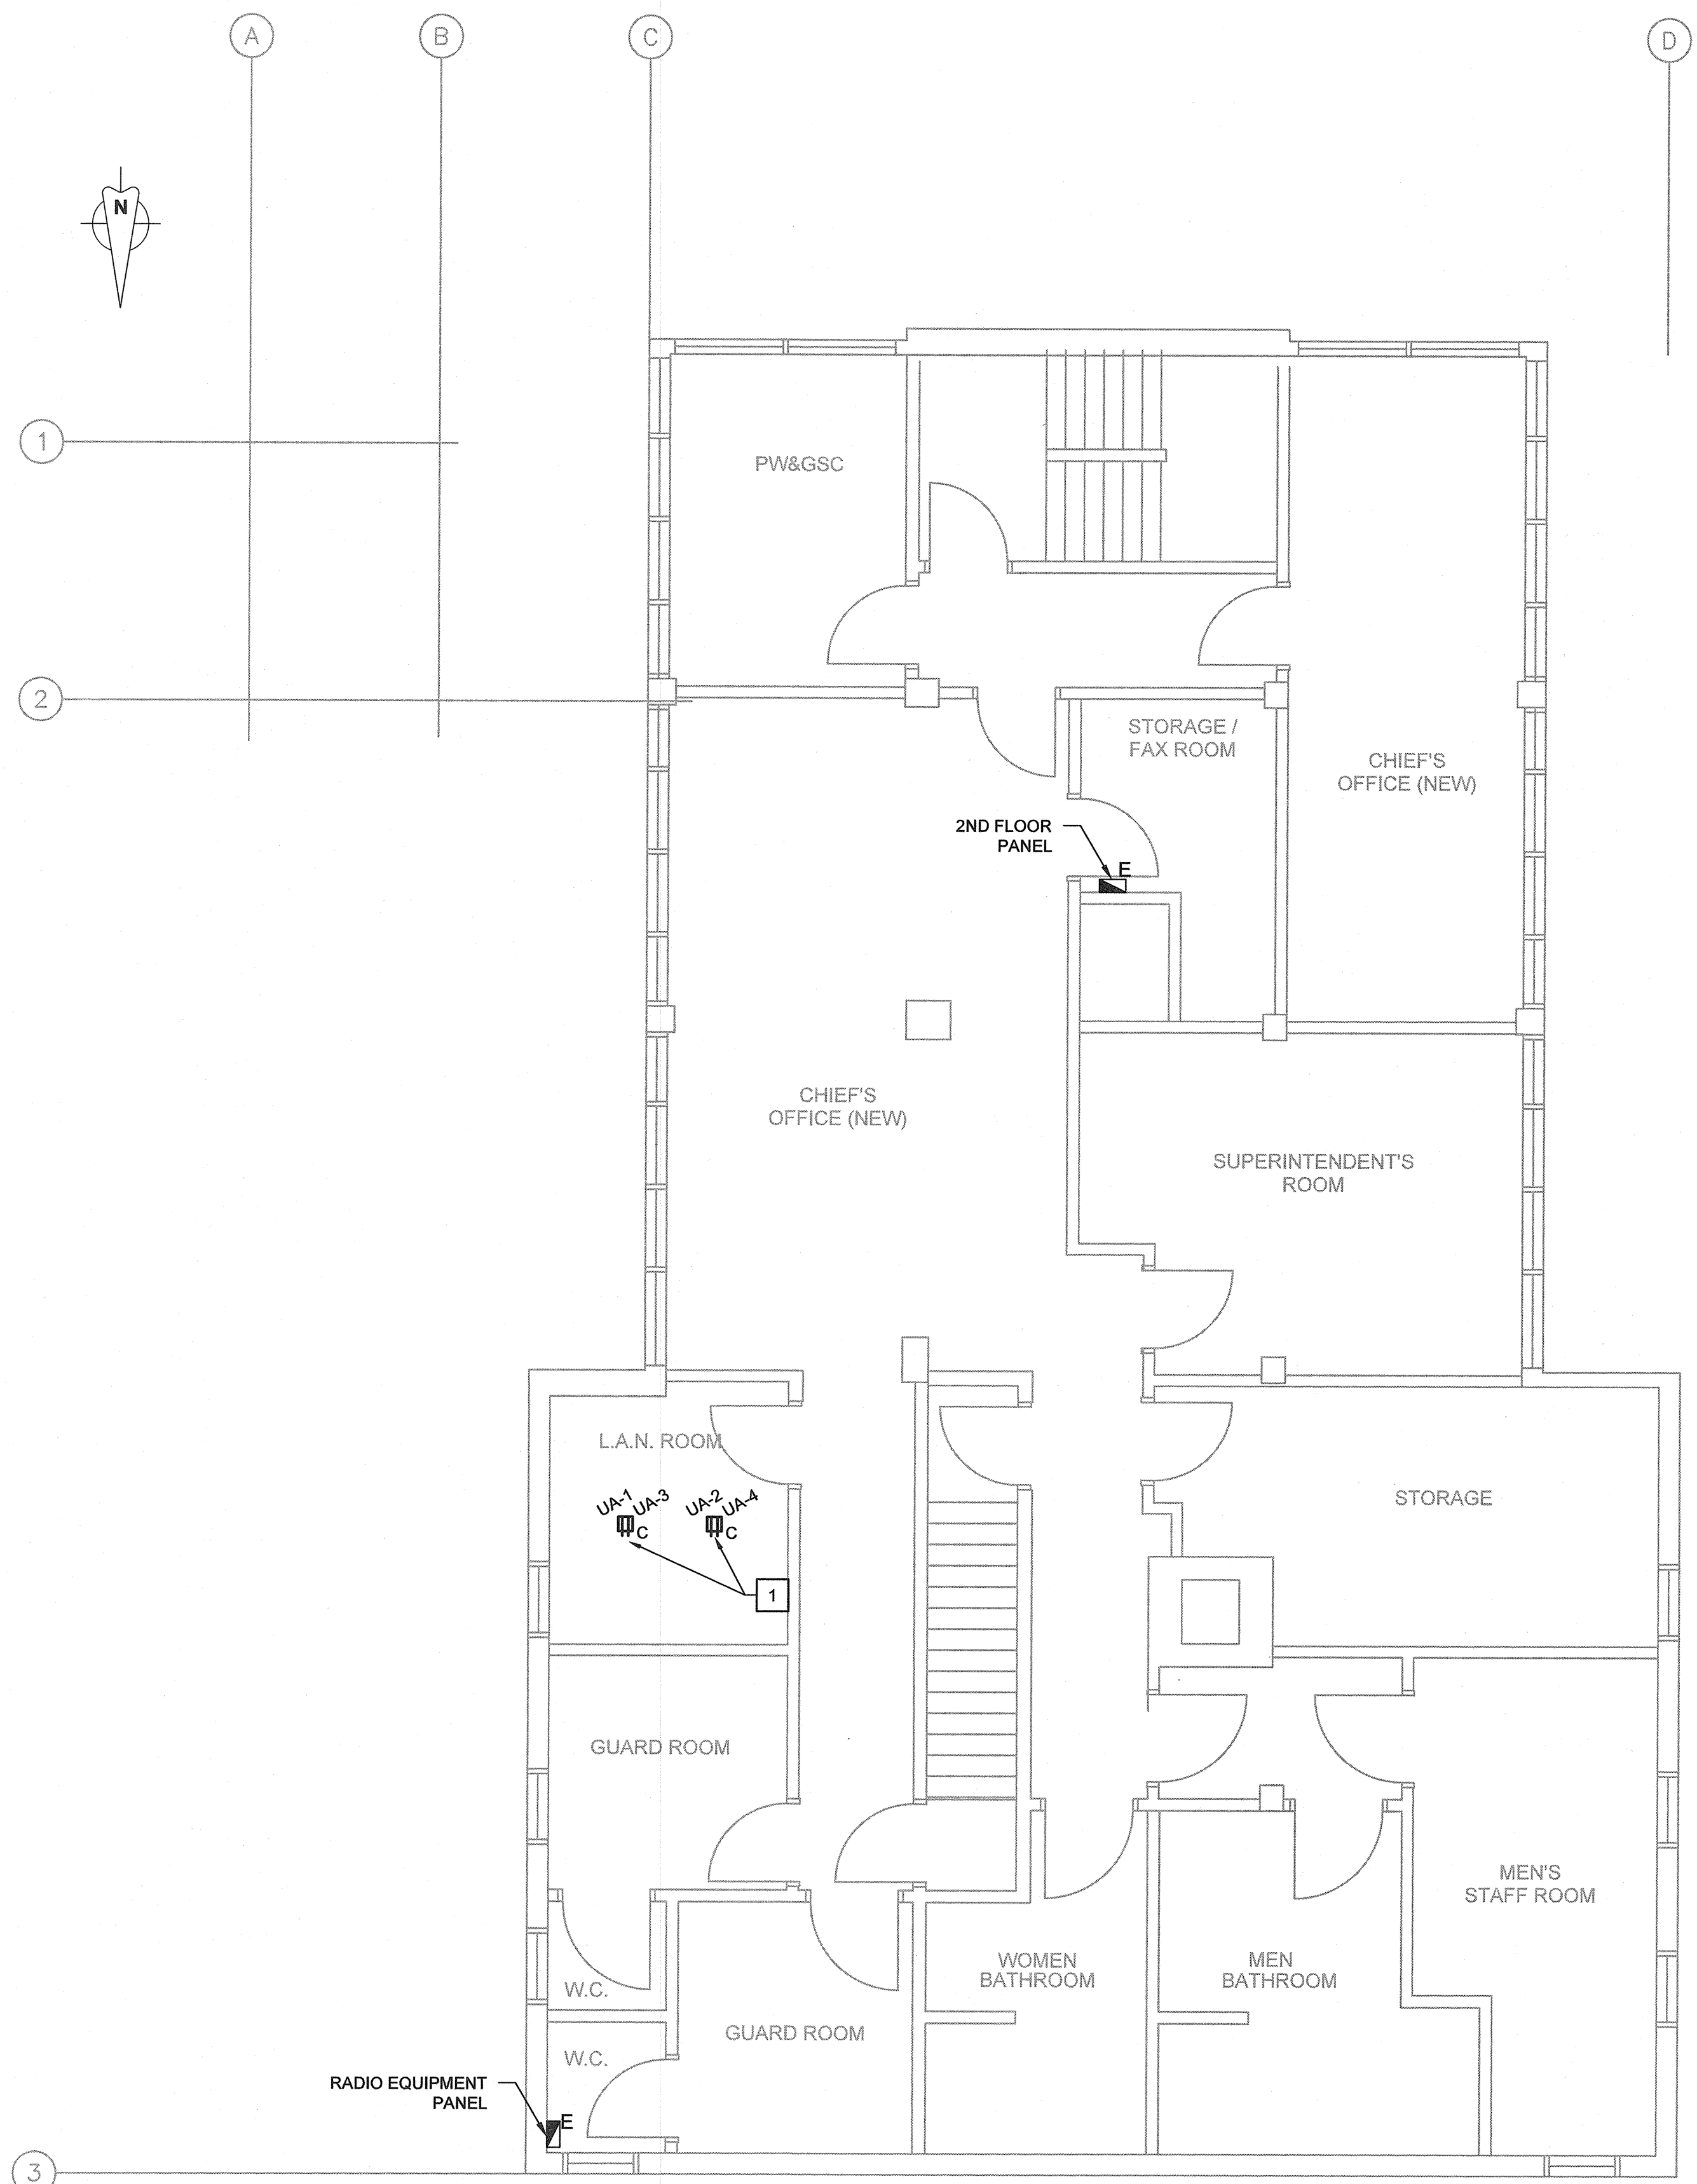 A
B
C
D
N
1
PW&GSC
2
STORAGE /
FAX ROOM
CHIEF'S
OFFICE (NEW)
2ND FLOOR
PANEL
E
CHIEF'S
OFFICE (NEW)
SUPERINTENDENT'S
ROOM
L.A.N. ROOM
UA-1
UA-3
C
UA-2
UA-4
C
1
STORAGE
GUARD ROOM
MEN'S
STAFF ROOM
WOMEN
BATHROOM
MEN
BATHROOM
W.C.
GUARD ROOM
W.C.
RADIO EQUIPMENT
PANEL
E
3